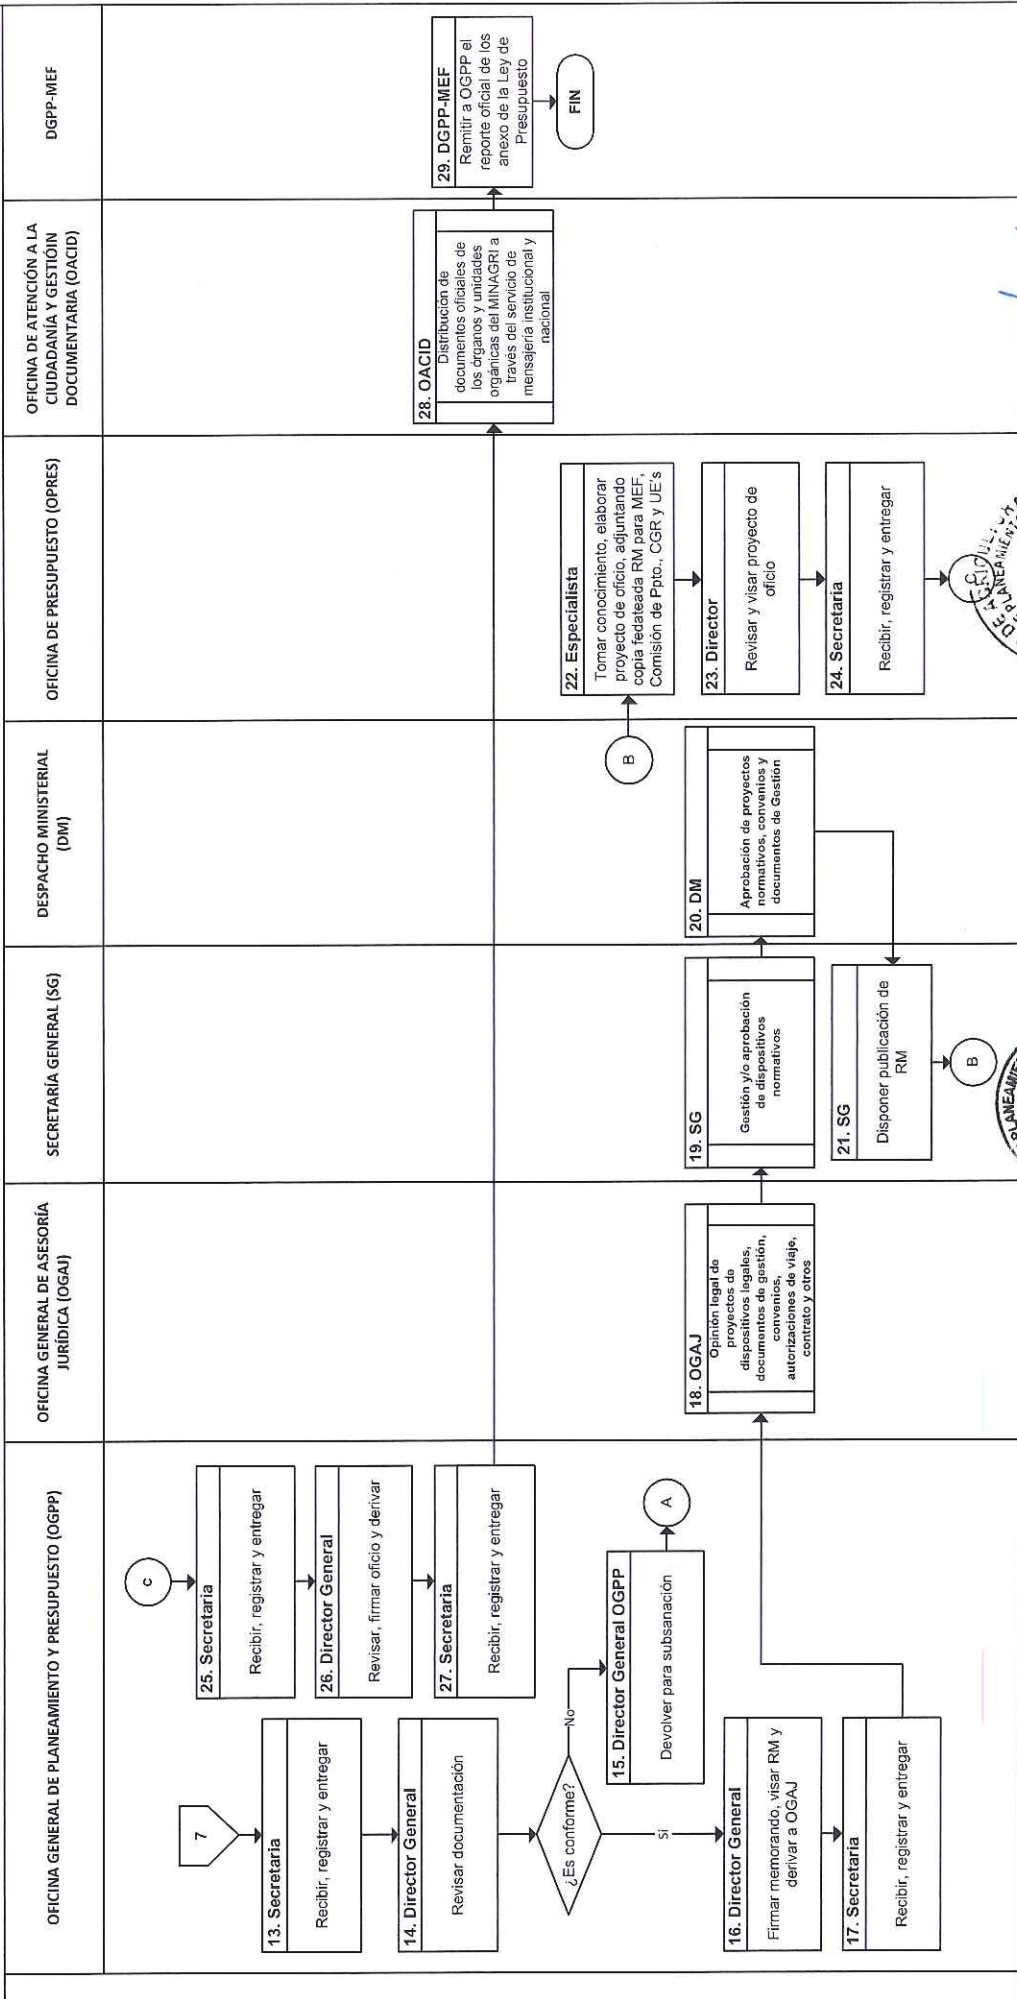 OFICINA GENERAL DE PLANEAMIENTO Y PRESUPUESTO (OGPP)
OFICINA GENERAL DE ASESORÍA
JURÍDICA (OGAJ)
SECRETARÍA GENERAL (SG)
DESPACHO MINISTERIAL
(DM)
OFICINA DE PRESUPUESTO (OPRES)
OFICINA DE ATENCIÓN A LA
CIUDADANÍA Y GESTIÓIN
DOCUMENTARIA (OACID)
DGPP-MEF
7
13. Secretaria
Recibir, registrar y entregar
14. Director General
Revisar documentación
¿Es conforme?
No
Sí
15. Director General OGPP
Devolver para subsanación
A
16. Director General
Firmar memorando, visar RM y
derivar a OGAJ
17. Secretaria
Recibir, registrar y entregar
C
25. Secretaria
Recibir, registrar y entregar
26. Director General
Revisar, firmar oficio y derivar
27. Secretaria
Recibir, registrar y entregar
18. OGAJ
Opinión legal de
proyectos de
dispositivos legales,
documentos de gestión,
convenios,
autorizaciones de viaje,
contrato y otros
19. SG
Gestión y/o aprobación
de dispositivos
normativos
20. DM
Aprobación de proyectos
normativos, convenios y
documentos de Gestión
21. SG
Disponer publicación de
RM
B
B
22. Especialista
Tomar conocimiento, elaborar
proyecto de oficio, adjuntando
copia fedateada RM para MEF,
Comisión de Ppto., CGR y UE's
23. Director
Revisar y visar proyecto de
oficio
24. Secretaria
Recibir, registrar y entregar
C
28. OACID
Distribución de
documentos oficiales de
los órganos y unidades
orgánicas del MINAGRI a
través del servicio de
mensajería institucional y
nacional
29. DGPP-MEF
Remitir a OGPP el
reporte oficial de los
anexo de la Ley de
Presupuesto
FIN